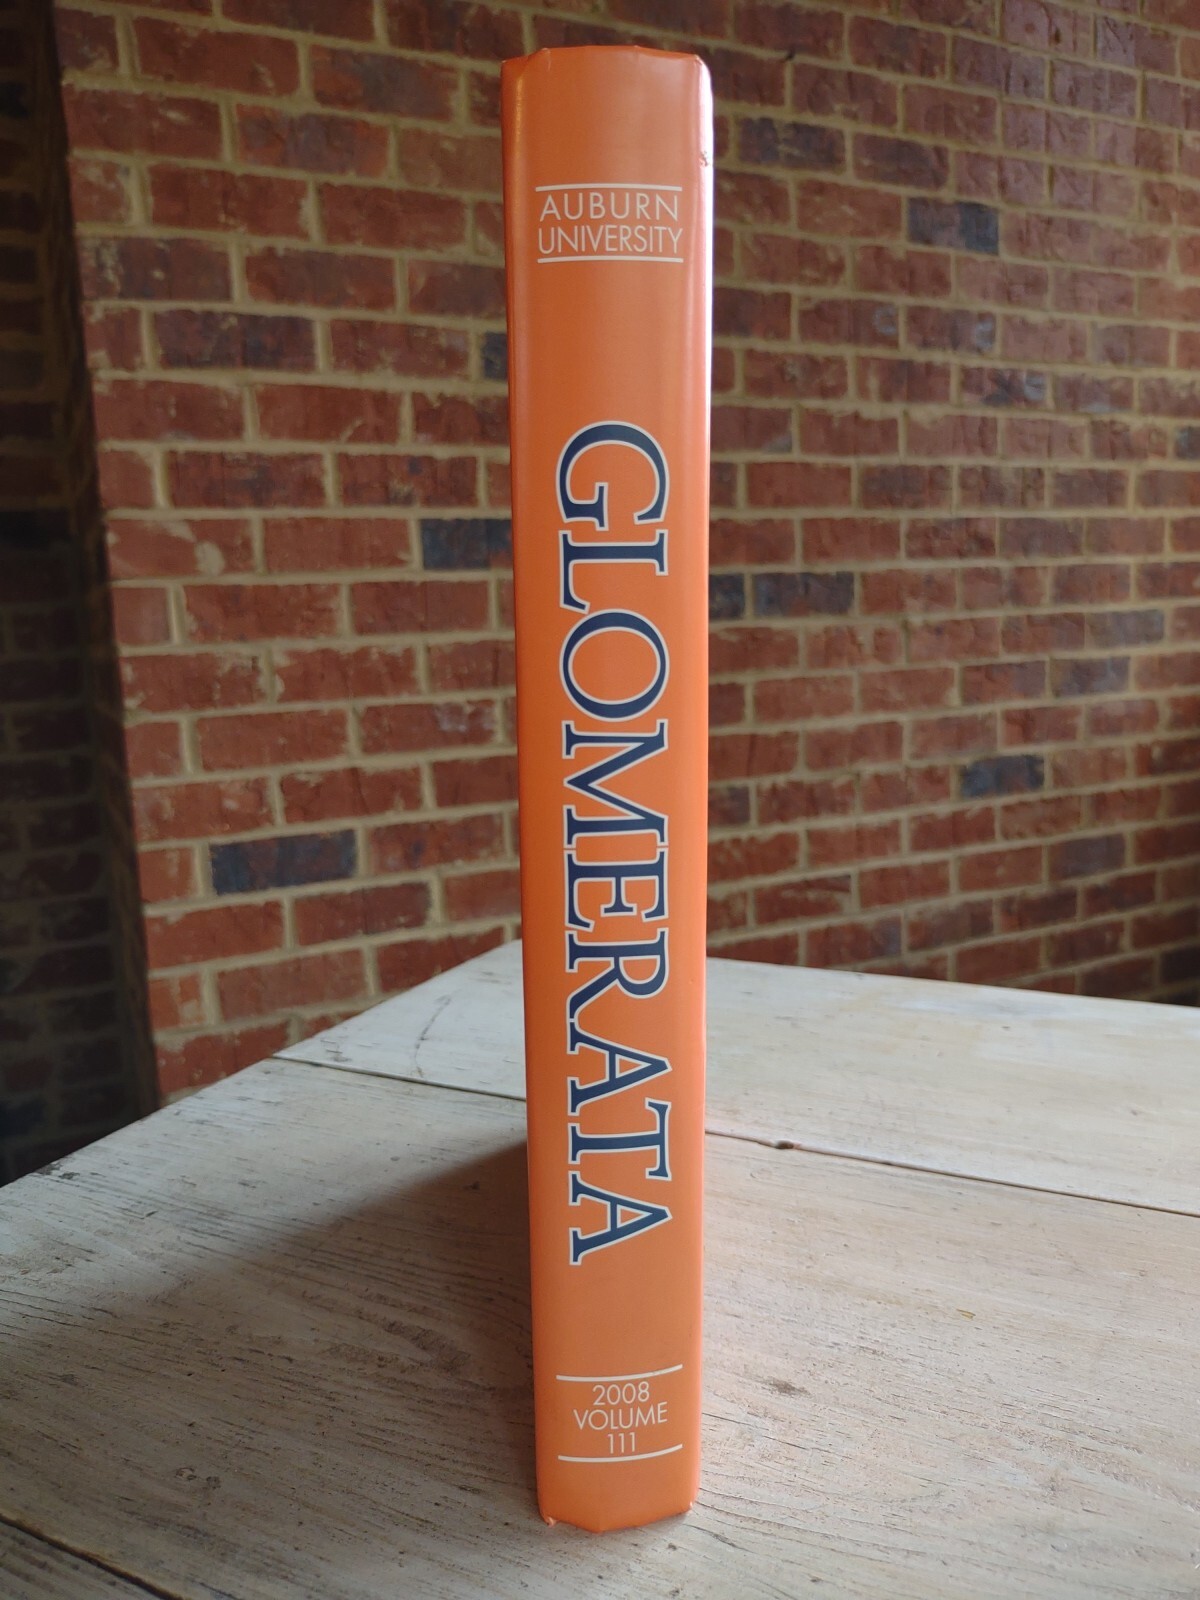 AUBURN
UNIVERSITY
GLOMERATA
2008
VOLUME
111